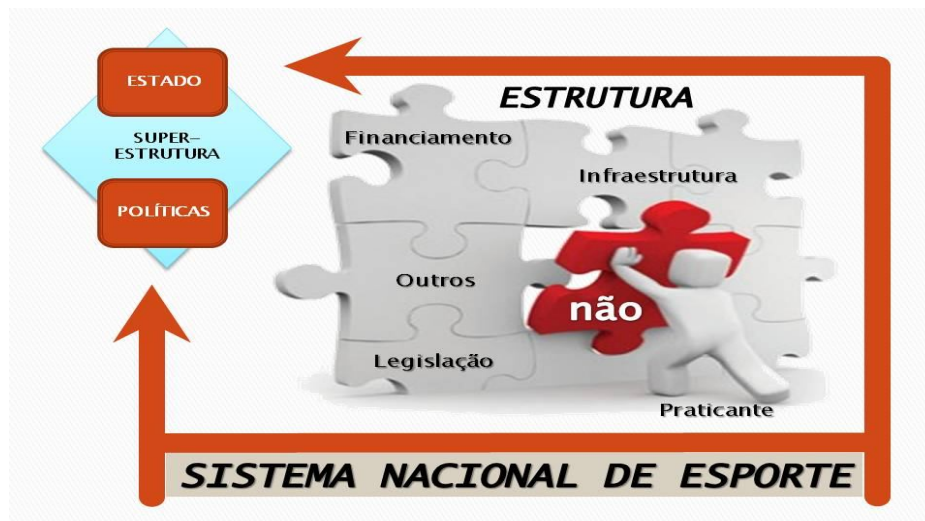 ESTADO
SUPER-
ESTRUTURA
POLÍTICAS
ESTRUTURA
Financiamento
Infraestrutura
Outros
não
Legislação
Praticante
SISTEMA NACIONAL DE ESPORTE